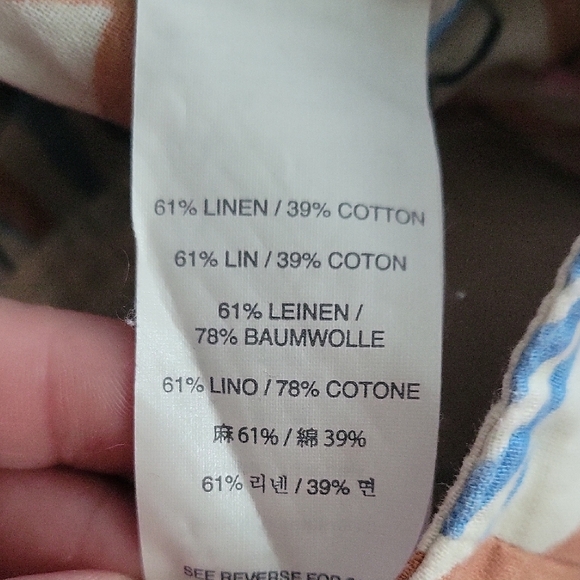 61% LINEN / 39% COTTON
61% LIN / 39% COTON
61% LEINEN /
78% BAUMWOLLE
61% LINO / 78% COTONE
麻 61% / 綿 39%
61% 리넨 / 39% 면
SEE REVERSE FOR